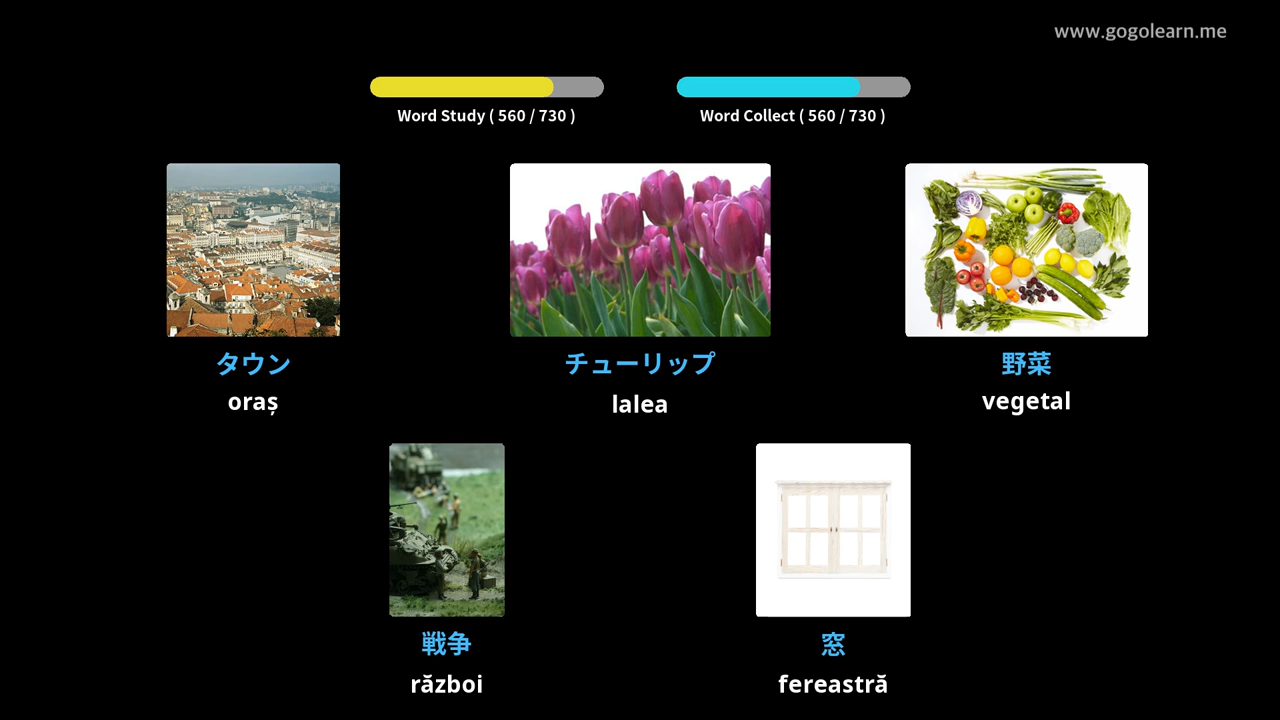 www.gogolearn.me
Word Study ( 560 / 730 )
Word Collect ( 560 / 730 )
タウン
oraș
チューリップ
lalea
野菜
vegetal
戦争
război
窓
fereastră